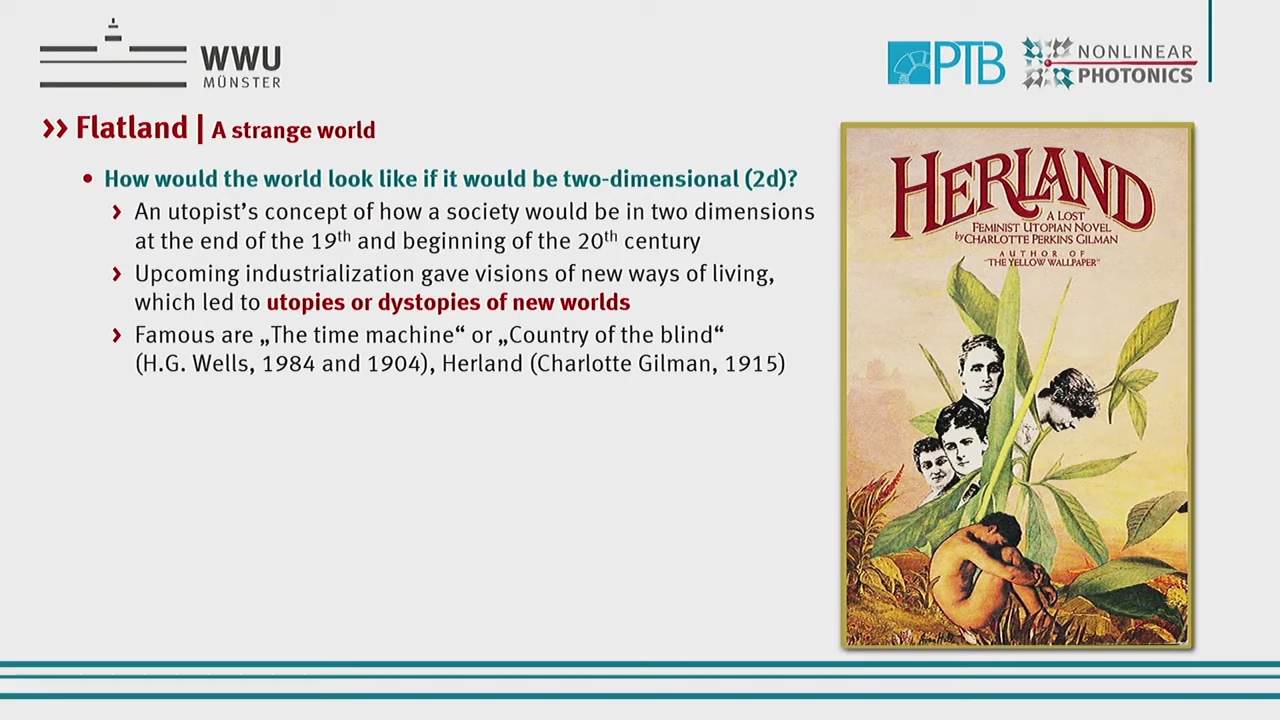 WWU
MÜNSTER
PTB
NONLINEAR
PHOTONICS
›› Flatland | A strange world
• How would the world look like if it would be two-dimensional (2d)?
› An utopist's concept of how a society would be in two dimensions
at the end of the 19th and beginning of the 20th century
› Upcoming industrialization gave visions of new ways of living,
which led to utopies or dystopies of new worlds
› Famous are „The time machine“ or „Country of the blind“
(H.G. Wells, 1984 and 1904), Herland (Charlotte Gilman, 1915)
HERLAND
A LOST
FEMINIST UTOPIAN NOVEL
by CHARLOTTE PERKINS GILMAN
AUTHOR OF
"THE YELLOW WALLPAPER"